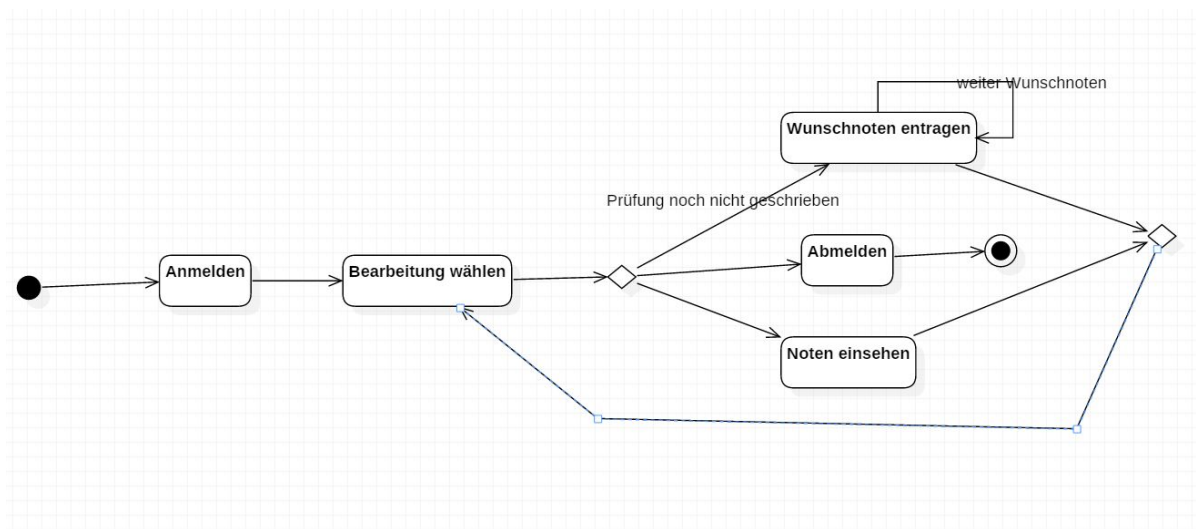 weiter Wunschnoten
Wunschnoten entragen
Prüfung noch nicht geschrieben
Abmelden
Anmelden
Bearbeitung wählen
Noten einsehen